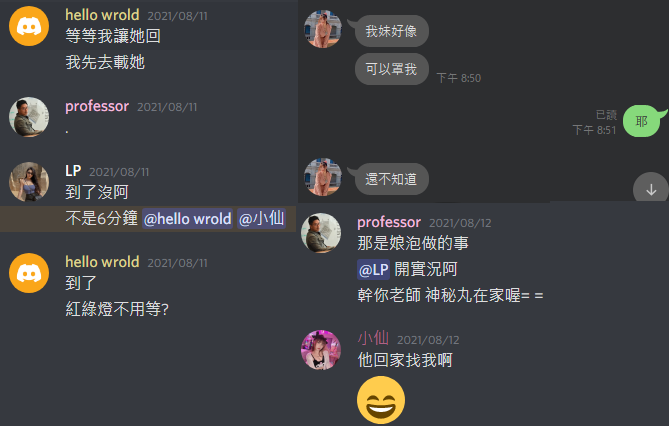 hello wrold 2021/08/11
等等我讓她回
我先去載她
professor 2021/08/11
.
LP 2021/08/11
到了沒阿
不是6分鐘 @hello wrold @小仙
hello wrold 2021/08/11
到了
紅綠燈不用等?
我妹好像
可以罩我
下午 8:50
已讀
下午 8:51
耶
還不知道
professor 2021/08/12
那是娘泡做的事
@LP 開實況阿
幹你老師 神秘丸在家喔= =
小仙 2021/08/12
他回家找我啊